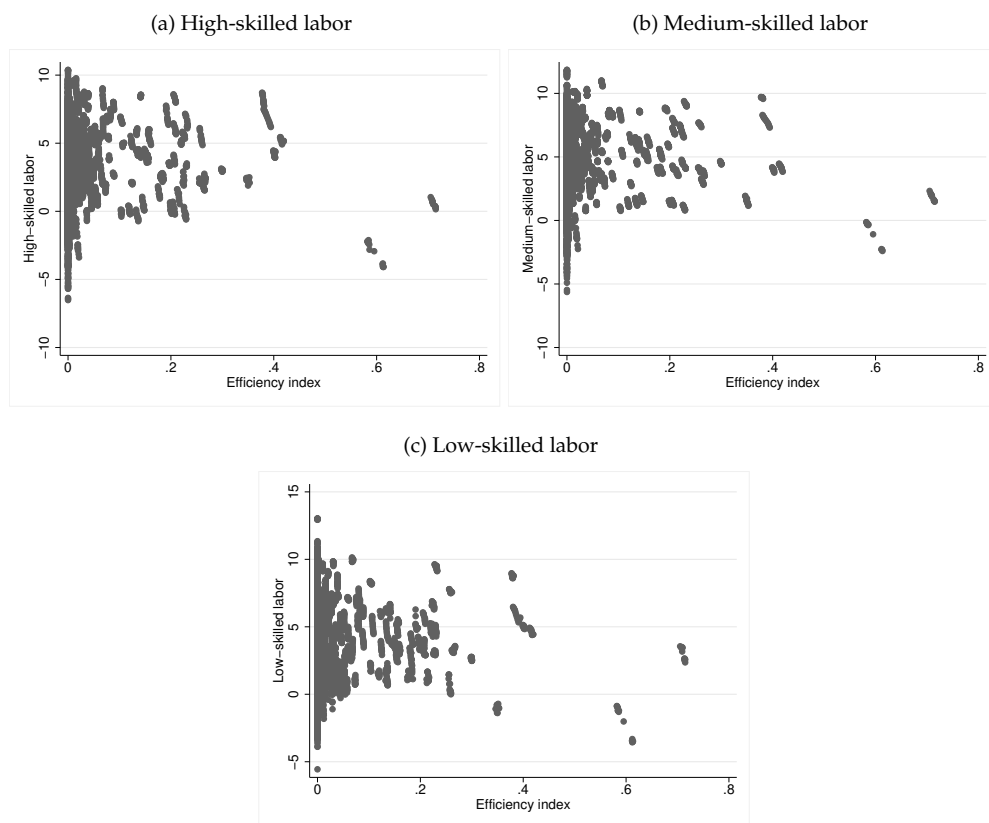 (a) High-skilled labor
(b) Medium-skilled labor
High−skilled labor
10
5
0
−5
−10
0 .2 .4 .6 .8
Efficiency index
Medium−skilled labor
10
5
0
−5
−10
0 .2 .4 .6 .8
Efficiency index
(c) Low-skilled labor
Low−skilled labor
15
10
5
0
−5
0 .2 .4 .6 .8
Efficiency index